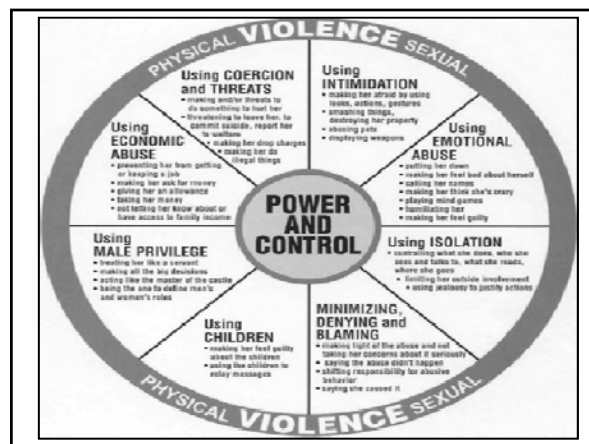 PHYSICAL VIOLENCE SEXUAL
Using COERCION
and THREATS
• making and/or threats to
do something to hurt her
• threatening to leave her, to
commit suicide, report her
to welfare
• making her drop charges
• making her do
illegal things
Using
INTIMIDATION
• making her afraid by using
looks, actions, gestures
• smashing things,
destroying her property
• abusing pets
• displaying weapons
Using
ECONOMIC
ABUSE
• preventing her from getting
or keeping a job
• making her ask for money
• giving her an allowance
• taking her money
• not letting her know about or
have access to family income
Using
EMOTIONAL
ABUSE
• putting her down
• making her feel bad about herself
• calling her names
• making her think she's crazy
• playing mind games
• humiliating her
• making her feel guilty
POWER
AND
CONTROL
Using
MALE PRIVILEGE
• treating her like a servant
• making all the big decisions
• acting like the master of the castle
• being the one to define men's
and women's roles
Using ISOLATION
• controlling what she does, who she
sees and talks to, what she reads,
where she goes
• limiting her outside involvement
• using jealousy to justify actions
Using
CHILDREN
• making her feel guilty
about the children
• using the children to
relay messages
MINIMIZING,
DENYING and
BLAMING
• making light of the abuse and not
taking her concerns about it seriously
• saying the abuse didn't happen
• shifting responsibility for abusive
behavior
• saying she caused it
PHYSICAL VIOLENCE SEXUAL